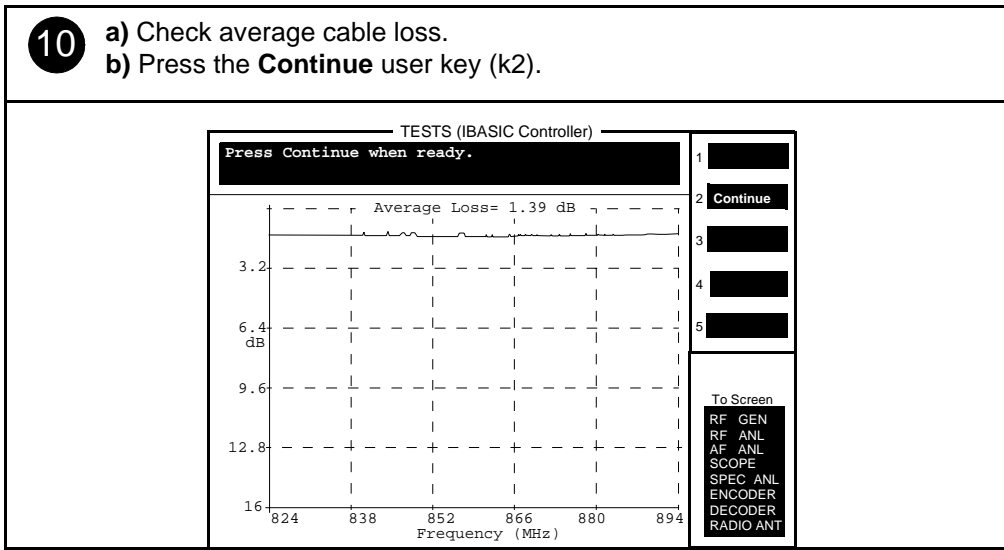 10
a) Check average cable loss.
b) Press the Continue user key (k2).
TESTS (IBASIC Controller)
Press Continue when ready.
1
2 Continue
3
4
5
Average Loss= 1.39 dB
3.2
6.4
dB
9.6
12.8
16
824 838 852 866 880 894
Frequency (MHz)
To Screen
RF GEN
RF ANL
AF ANL
SCOPE
SPEC ANL
ENCODER
DECODER
RADIO ANT